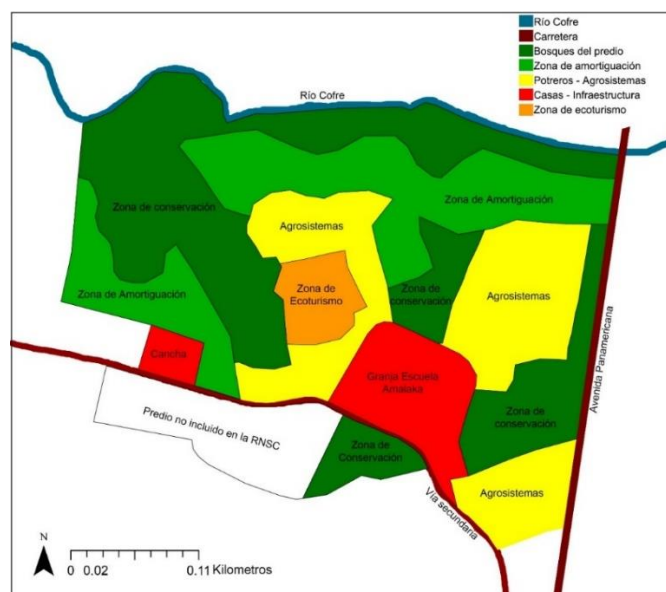 Río Cofre
Carretera
Bosques del predio
Zona de amortiguación
Potreros - Agrosistemas
Casas - Infraestructura
Zona de ecoturismo
Río Cofre
Zona de conservación
Zona de Amortiguación
Agrosistemas
Zona de
Ecoturismo
Zona de
conservación
Agrosistemas
Zona de Amortiguación
Cancha
Granja Escuela
Amalaka
Avenida Panamericana
Zona de
conservación
Predio no incluído en la RNSC
Zona de
Conservación
Agrosistemas
Vía secundaria
N
0 0.02 0.11 Kilometros